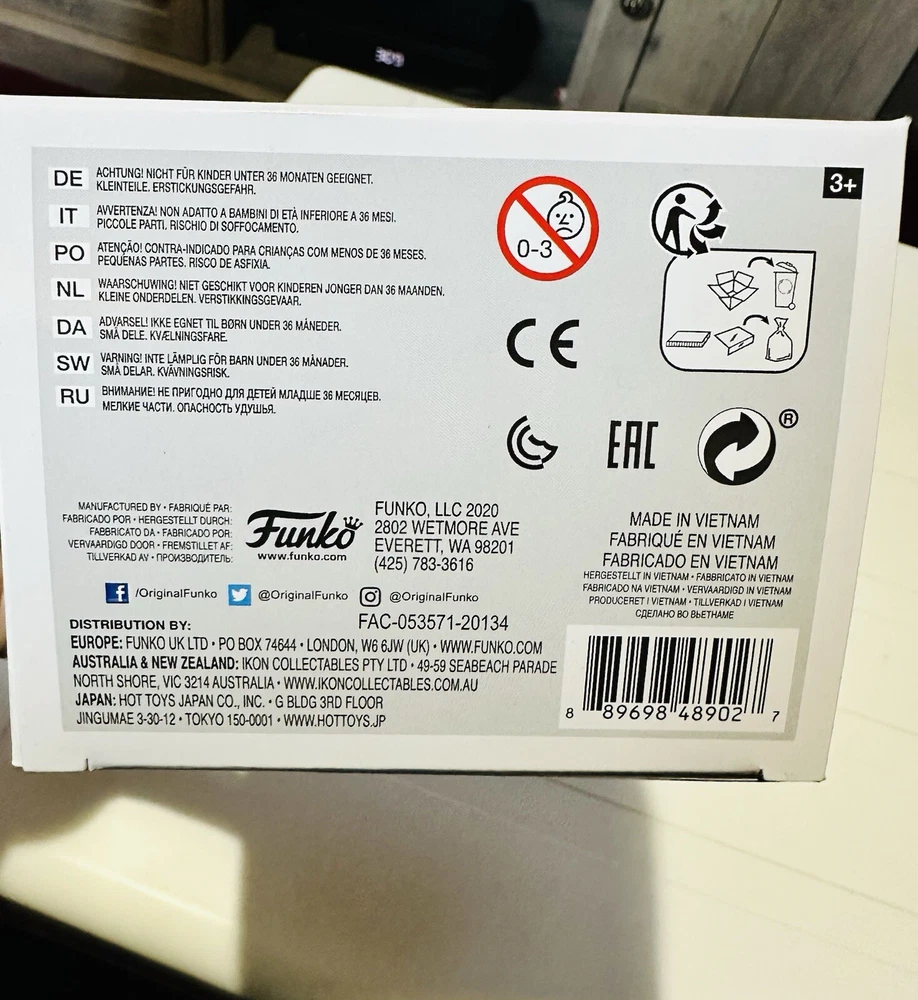 DE ACHTUNG! NICHT FÜR KINDER UNTER 36 MONATEN GEEIGNET.
KLEINTEILE. ERSTICKUNGSGEFAHR.
IT AVVERTENZA! NON ADATTO A BAMBINI DI ETÀ INFERIORE A 36 MESI.
PICCOLE PARTI. RISCHIO DI SOFFOCAMENTO.
PO ATENÇÃO! CONTRA-INDICADO PARA CRIANÇAS COM MENOS DE 36 MESES.
PEQUENAS PARTES. RISCO DE ASFIXIA.
NL WAARSCHUWING! NIET GESCHIKT VOOR KINDEREN JONGER DAN 36 MAANDEN.
KLEINE ONDERDELEN. VERSTIKKINGSGEVAAR.
DA ADVARSEL! IKKE EGNET TIL BØRN UNDER 36 MÅNEDER.
SMÅ DELE. KVÆLNINGSFARE.
SW VARNING! INTE LÄMPLIG FÖR BARN UNDER 36 MÅNADER.
SMÅ DELAR. KVÄVNINGSRISK.
RU ВНИМАНИЕ! НЕ ПРИГОДНО ДЛЯ ДЕТЕЙ МЛАДШЕ 36 МЕСЯЦЕВ.
МЕЛКИЕ ЧАСТИ. ОПАСНОСТЬ УДУШЬЯ.
0-3
3+
CE
EAC
®
MANUFACTURED BY • FABRIQUÉ PAR:
FABRICADO POR • HERGESTELLT DURCH:
FABBRICATO DA • FABRICADO POR:
VERVAARDIGD DOOR • FREMSTILLET AF:
TILLVERKAD AV • ПРОИЗВОДИТЕЛЬ:
Funko
www.funko.com
FUNKO, LLC 2020
2802 WETMORE AVE
EVERETT, WA 98201
(425) 783-3616
MADE IN VIETNAM
FABRIQUÉ EN VIETNAM
FABRICADO EN VIETNAM
HERGESTELLT IN VIETNAM • FABBRICATO IN VIETNAM
FABRICADO NA VIETNAM • VERVAARDIGD IN VIETNAM
PRODUCERET I VIETNAM • TILLVERKAD I VIETNAM
СДЕЛАНО ВО ВЬЕТНАМЕ
f /OriginalFunko @OriginalFunko @OriginalFunko
FAC-053571-20134
DISTRIBUTION BY:
EUROPE: FUNKO UK LTD • PO BOX 74644 • LONDON, W6 6JW (UK) • WWW.FUNKO.COM
AUSTRALIA & NEW ZEALAND: IKON COLLECTABLES PTY LTD • 49-59 SEABEACH PARADE
NORTH SHORE, VIC 3214 AUSTRALIA • WWW.IKONCOLLECTABLES.COM.AU
JAPAN: HOT TOYS JAPAN CO., INC. • G BLDG 3RD FLOOR
JINGUMAE 3-30-12 • TOKYO 150-0001 • WWW.HOTTOYS.JP
8 89698 48902 7